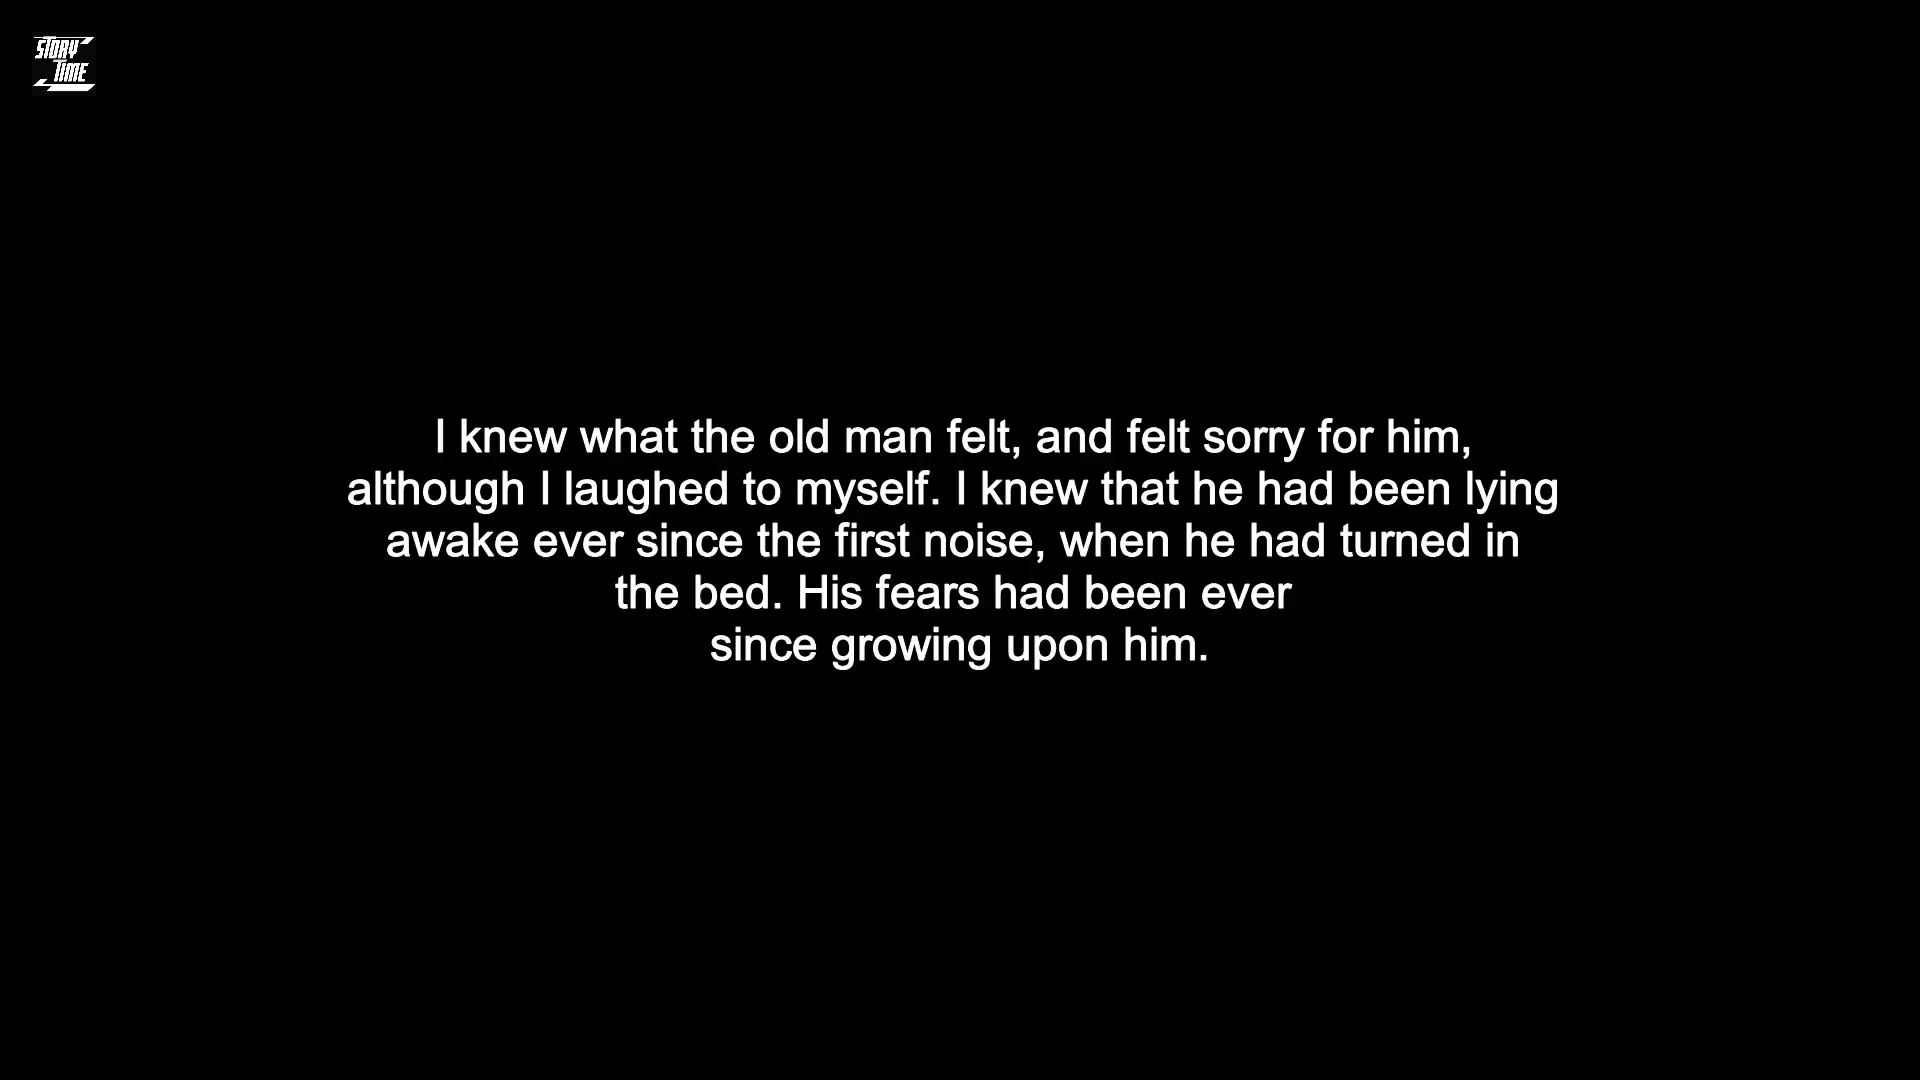 STORY
TIME
I knew what the old man felt, and felt sorry for him,
although I laughed to myself. I knew that he had been lying
awake ever since the first noise, when he had turned in
the bed. His fears had been ever
since growing upon him.